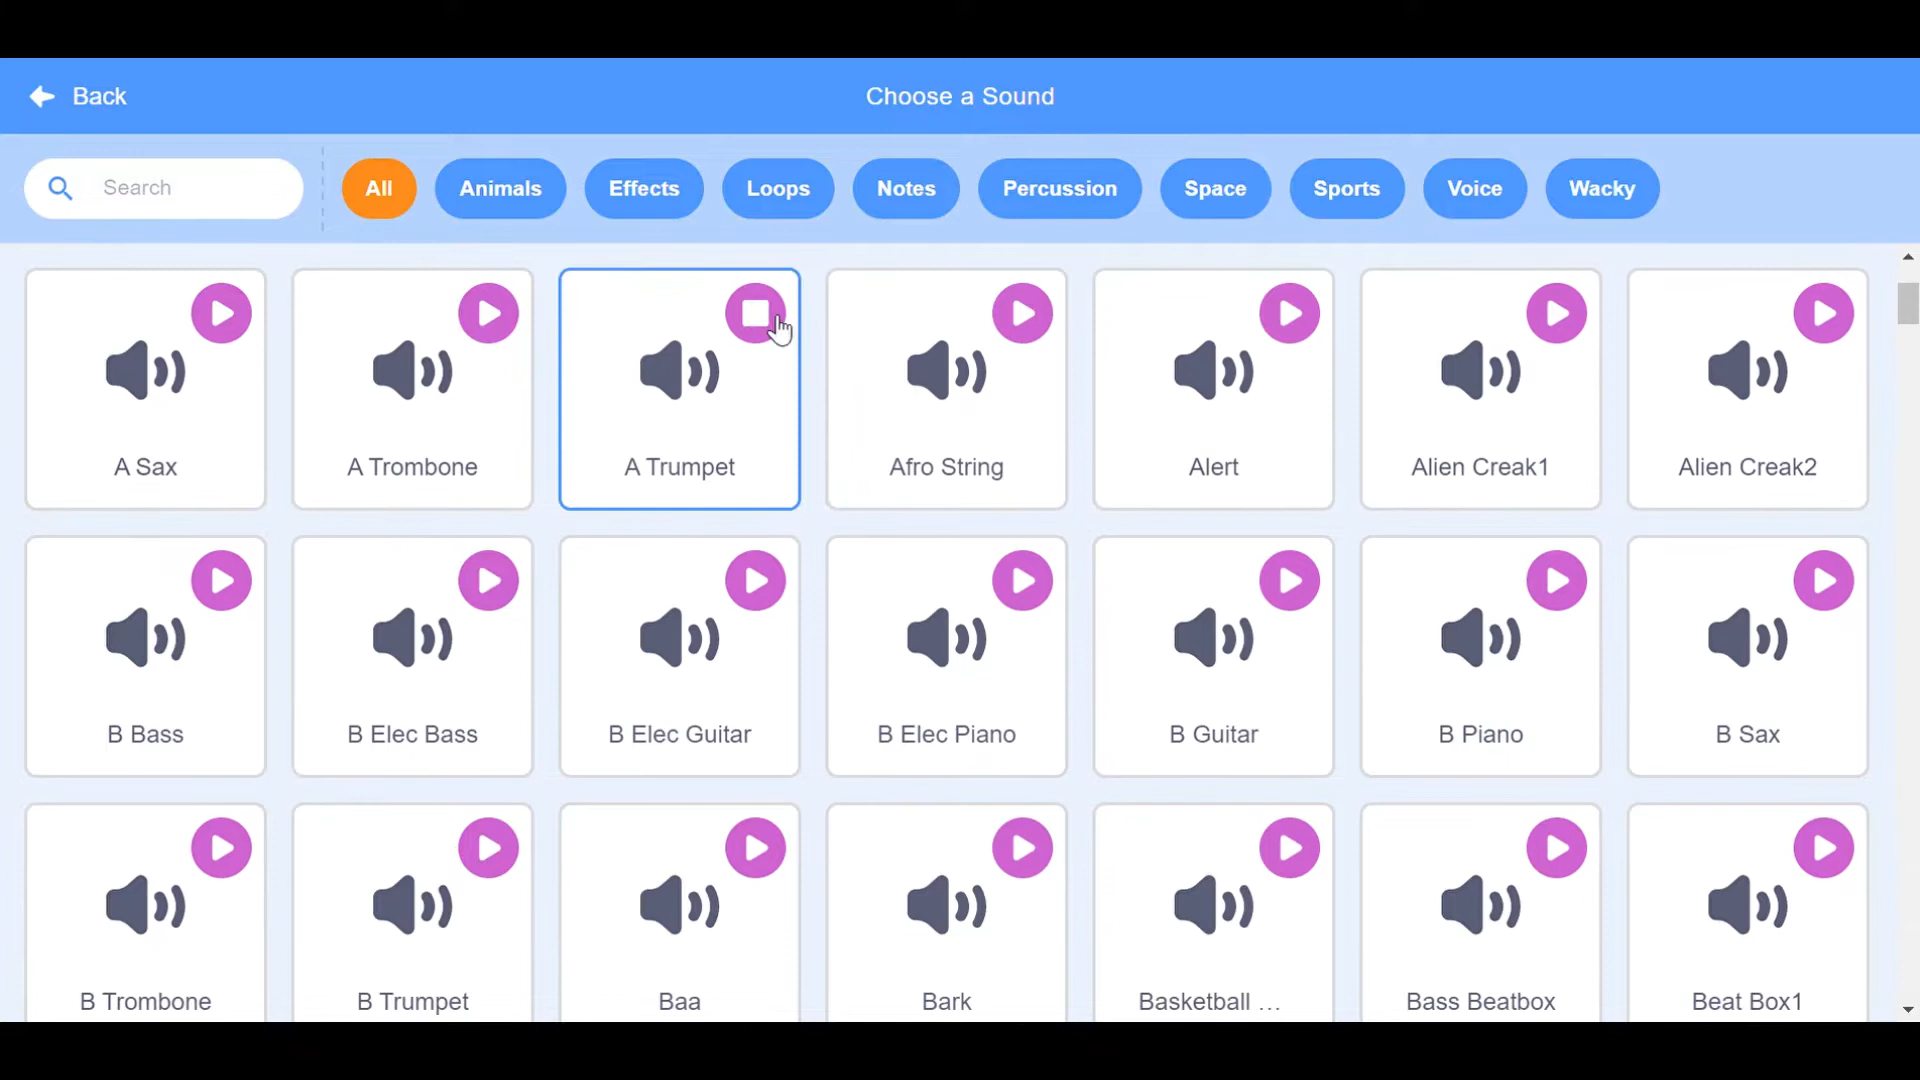 Back
Choose a Sound
Search
All
Animals
Effects
Loops
Notes
Percussion
Space
Sports
Voice
Wacky
A Sax
A Trombone
A Trumpet
Afro String
Alert
Alien Creak1
Alien Creak2
B Bass
B Elec Bass
B Elec Guitar
B Elec Piano
B Guitar
B Piano
B Sax
B Trombone
B Trumpet
Baa
Bark
Basketball ...
Bass Beatbox
Beat Box1